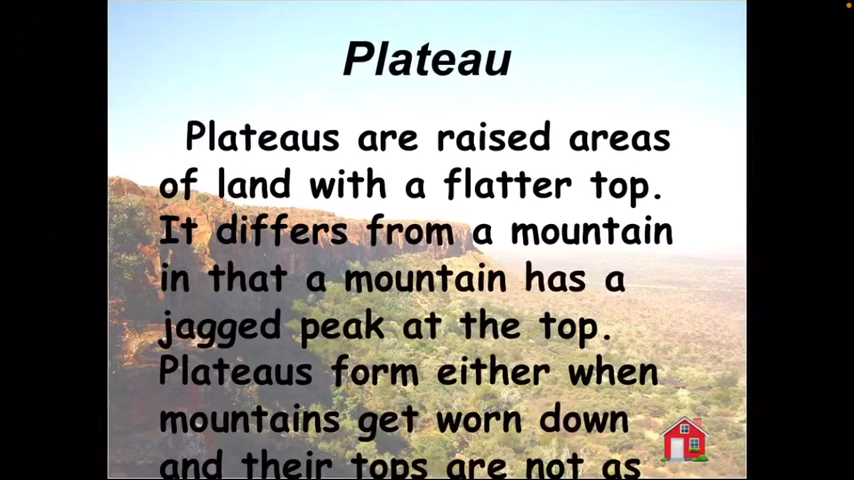 Plateau
Plateaus are raised areas
of land with a flatter top.
It differs from a mountain
in that a mountain has a
jagged peak at the top.
Plateaus form either when
mountains get worn down
and their tops are not as